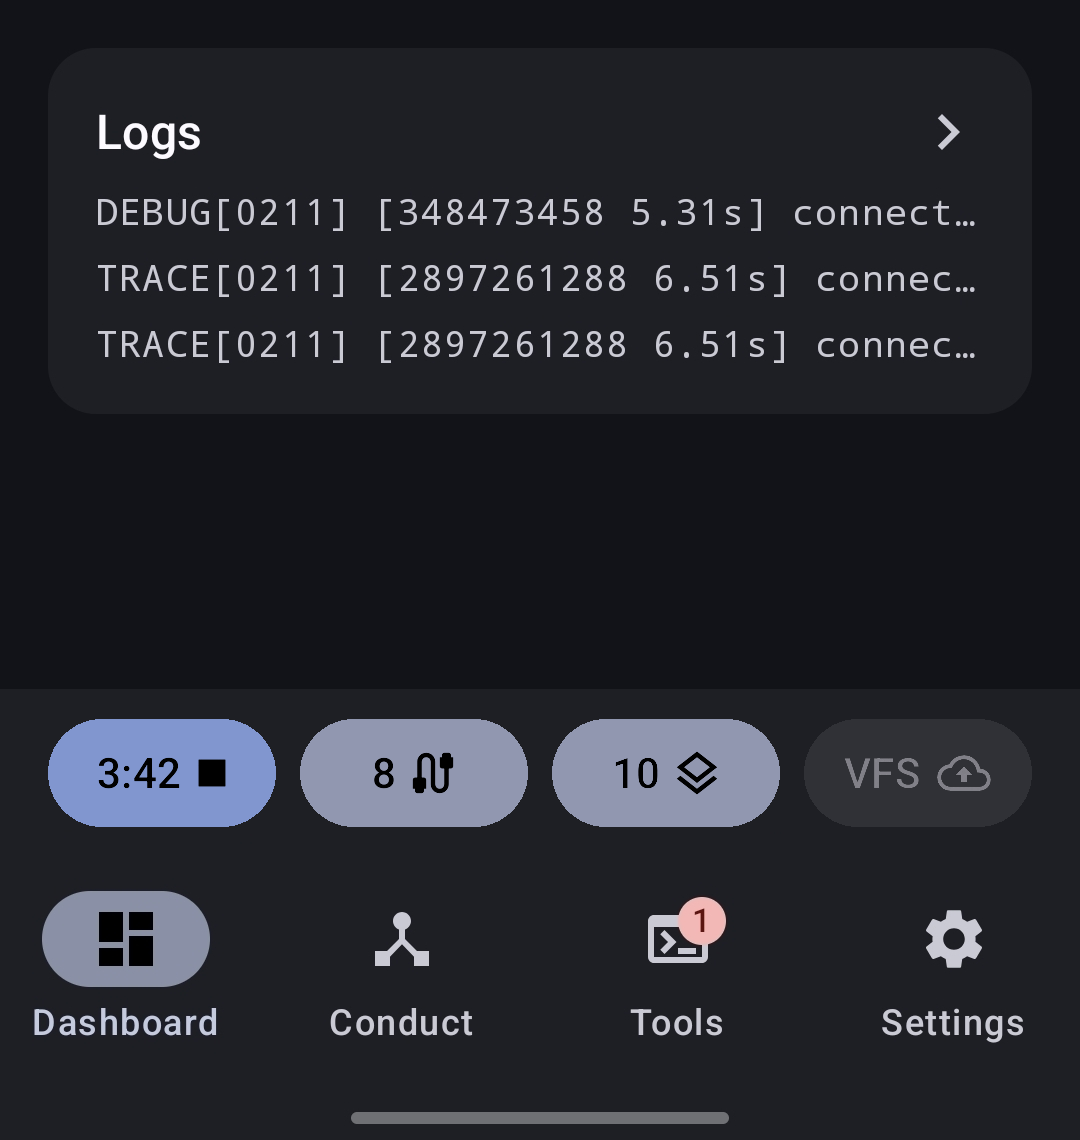 Logs
DEBUG[0211] [348473458 5.31s] connect…
TRACE[0211] [2897261288 6.51s] connec…
TRACE[0211] [2897261288 6.51s] connec…
3:42
8
10
VFS
1
Dashboard
Conduct
Tools
Settings